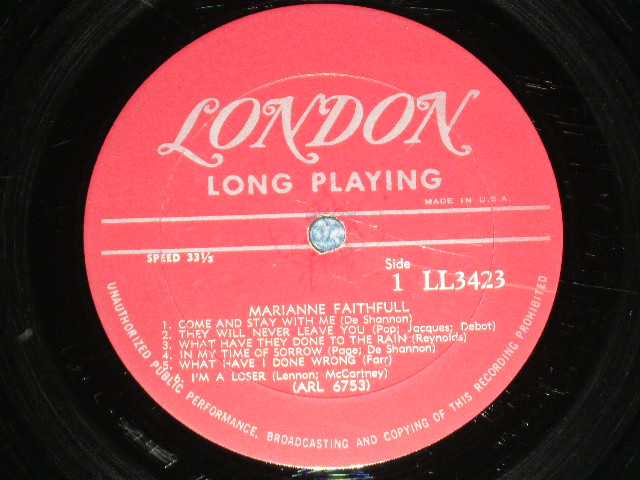 LONDON
LONG PLAYING
MADE IN U.S.A.
SPEED 33⅓
Side
1 LL3423
MARIANNE FAITHFULL
1. COME AND STAY WITH ME (De Shannon)
2. THEY WILL NEVER LEAVE YOU (Pop; Jacques; Debot)
3. WHAT HAVE THEY DONE TO THE RAIN (Reynolds)
4. IN MY TIME OF SORROW (Page; De Shannon)
5. WHAT HAVE I DONE WRONG (Farr)
6. I'M A LOSER (Lennon; McCartney)
(ARL 6753)
UNAUTHORIZED PUBLIC PERFORMANCE, BROADCASTING AND COPYING OF THIS RECORDING PROHIBITED